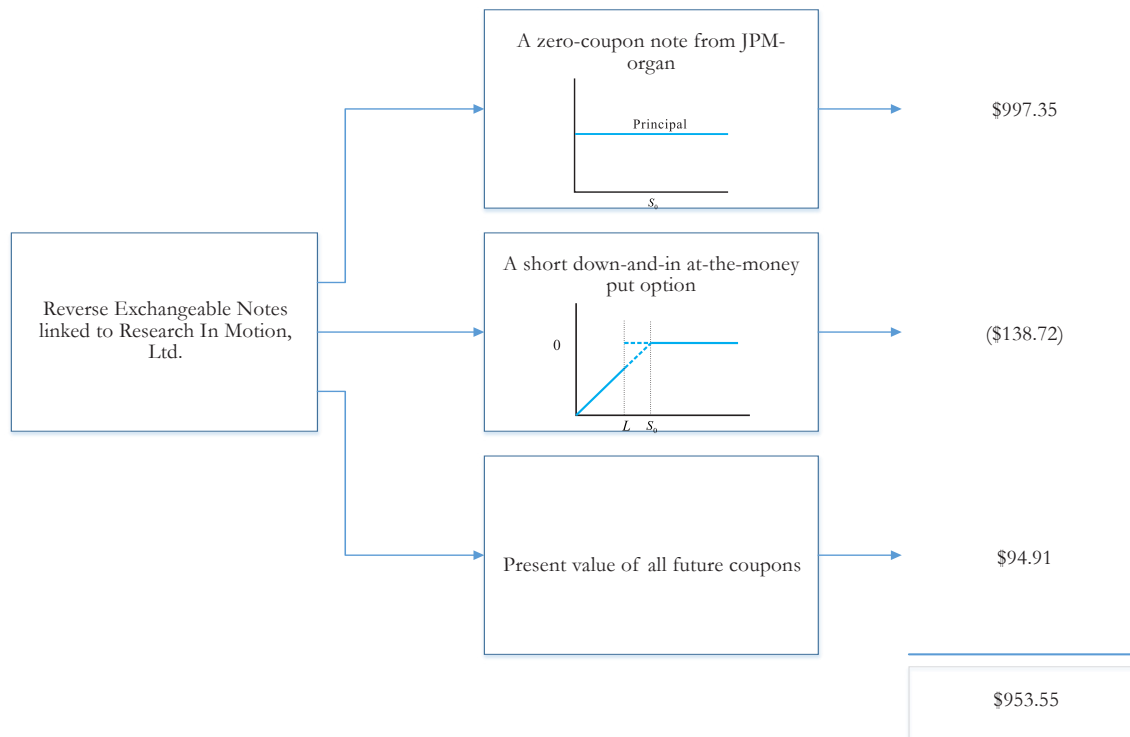 A zero-coupon note from JPM-
organ
Principal
S₀
$997.35
Reverse Exchangeable Notes
linked to Research In Motion,
Ltd.
A short down-and-in at-the-money
put option
0
L S₀
($138.72)
Present value of all future coupons
$94.91
$953.55